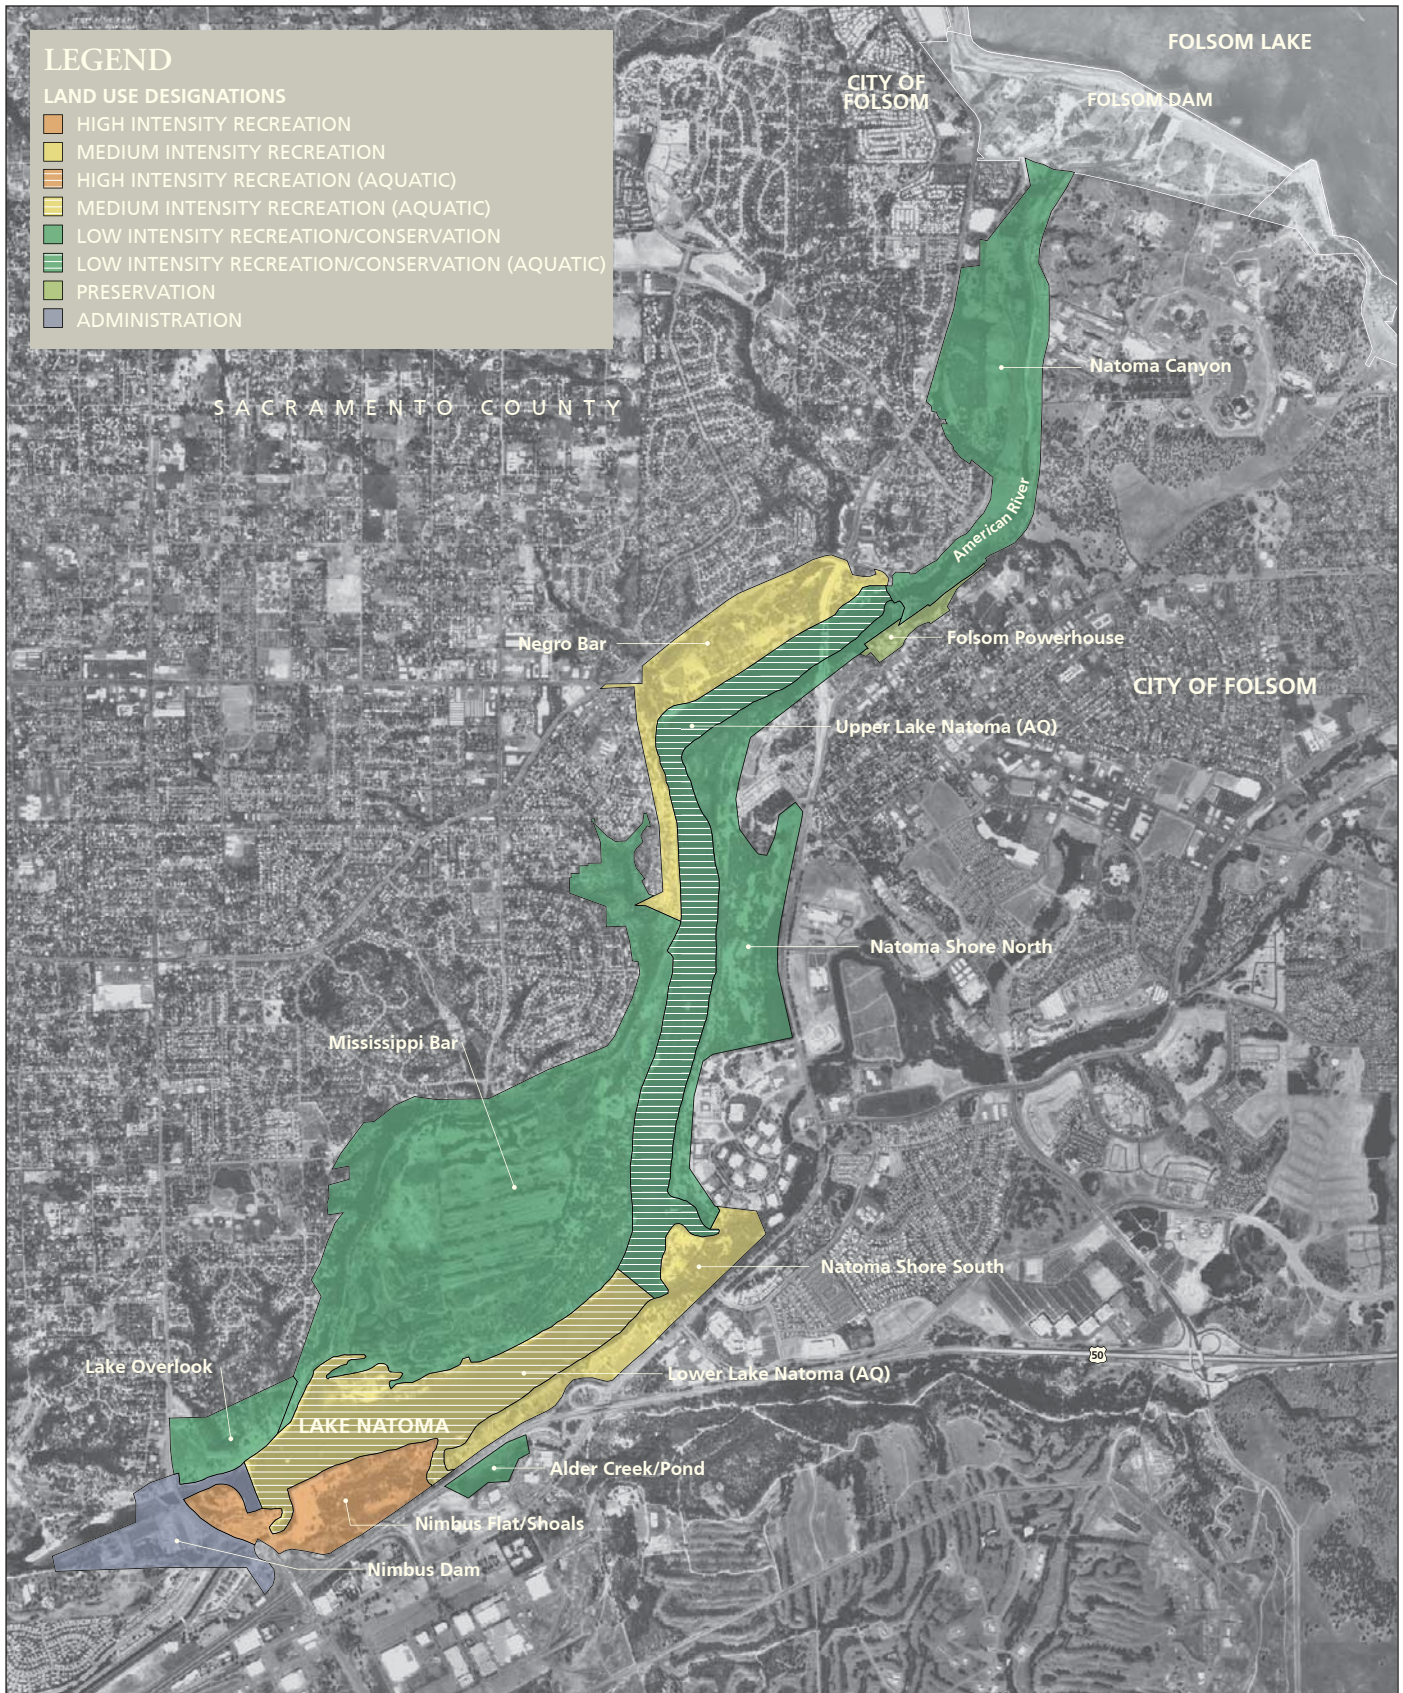 LEGEND
LAND USE DESIGNATIONS
HIGH INTENSITY RECREATION
MEDIUM INTENSITY RECREATION
HIGH INTENSITY RECREATION (AQUATIC)
MEDIUM INTENSITY RECREATION (AQUATIC)
LOW INTENSITY RECREATION/CONSERVATION
LOW INTENSITY RECREATION/CONSERVATION (AQUATIC)
PRESERVATION
ADMINISTRATION
FOLSOM LAKE
CITY OF
FOLSOM
FOLSOM DAM
Natoma Canyon
SACRAMENTO COUNTY
American River
Negro Bar
Folsom Powerhouse
CITY OF FOLSOM
Upper Lake Natoma (AQ)
Natoma Shore North
Mississippi Bar
Natoma Shore South
50
Lake Overlook
Lower Lake Natoma (AQ)
LAKE NATOMA
Alder Creek/Pond
Nimbus Flat/Shoals
Nimbus Dam